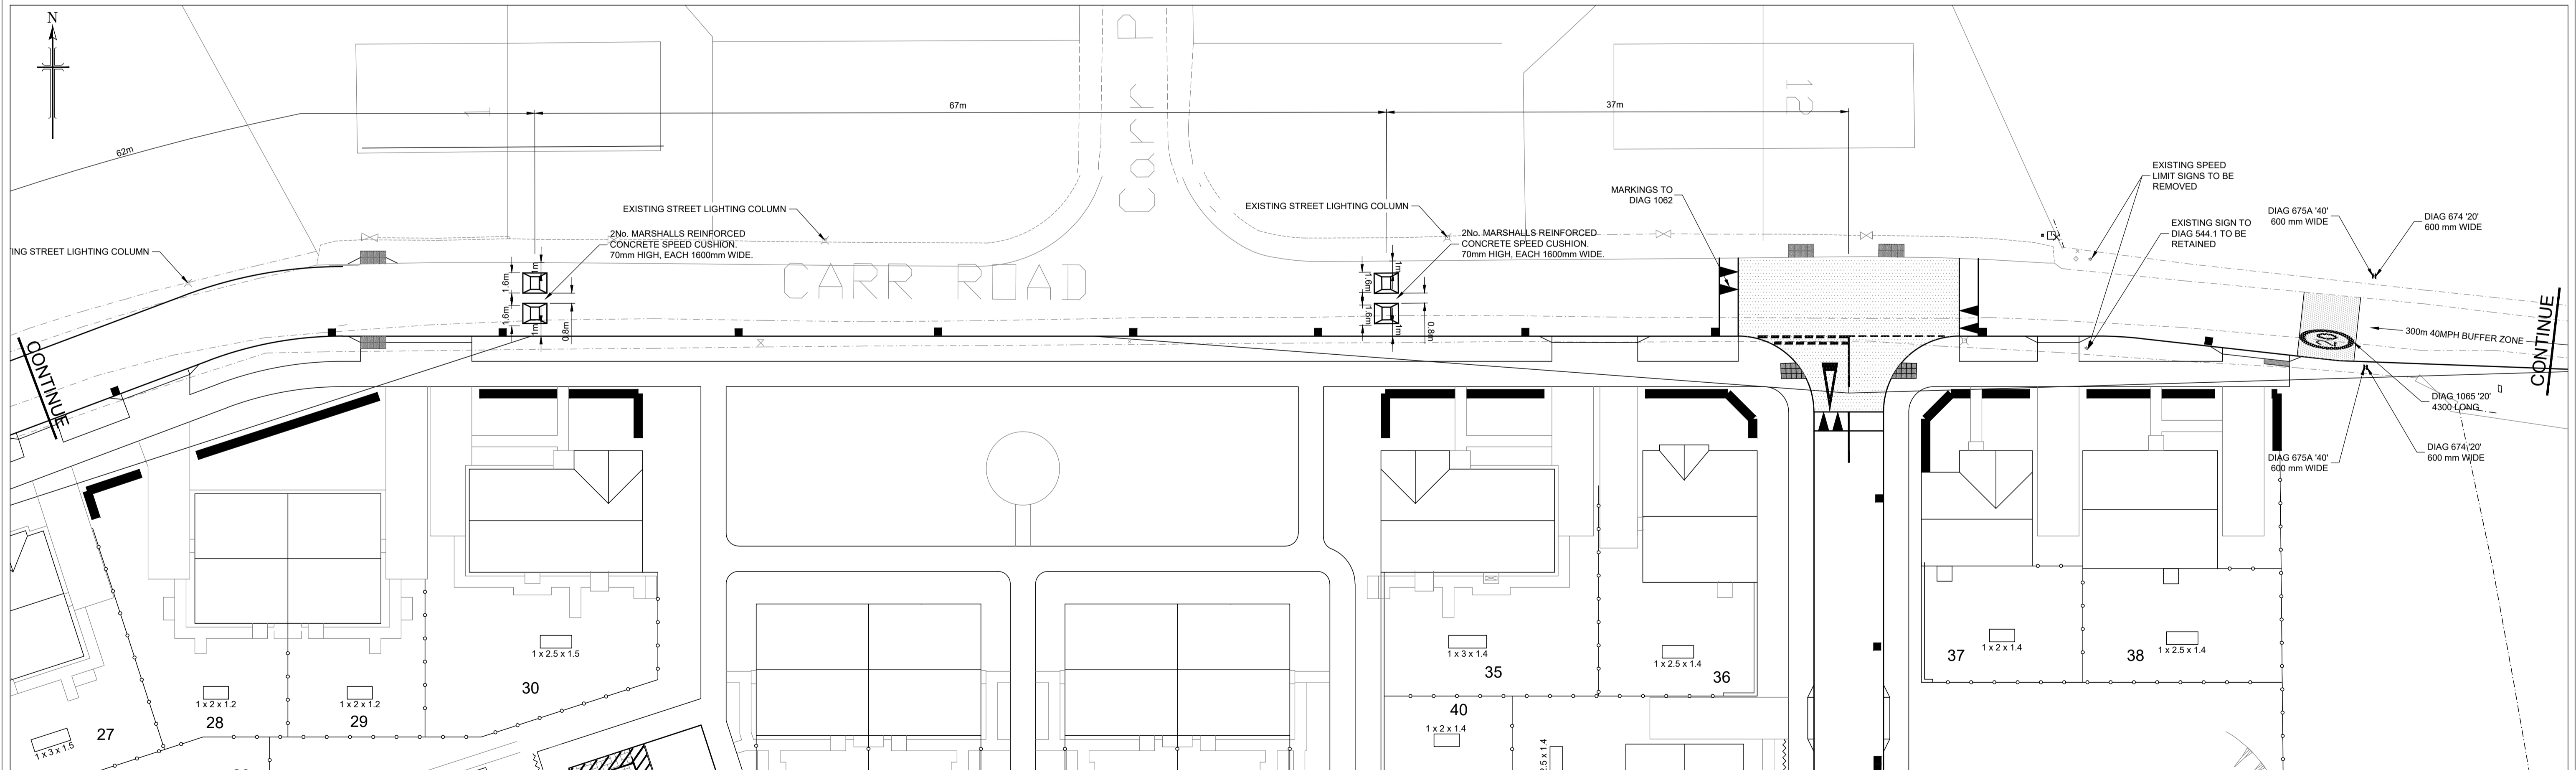 N
67m
37m
62m
1
12
Carr P
EXISTING STREET LIGHTING COLUMN
EXISTING STREET LIGHTING COLUMN
ING STREET LIGHTING COLUMN
2No. MARSHALLS REINFORCED
CONCRETE SPEED CUSHION.
70mm HIGH, EACH 1600mm WIDE.
2No. MARSHALLS REINFORCED
CONCRETE SPEED CUSHION.
70mm HIGH, EACH 1600mm WIDE.
MARKINGS TO
DIAG 1062
EXISTING SPEED
LIMIT SIGNS TO BE
REMOVED
EXISTING SIGN TO
DIAG 544.1 TO BE
RETAINED
DIAG 675A '40'
600 mm WIDE
DIAG 674 '20'
600 mm WIDE
CARR ROAD
1m
1.6m
1.6m
1m
0.8m
1m
1.6m
1.6m
1m
0.8m
300m 40MPH BUFFER ZONE
20
CONTINUE
CONTINUE
DIAG 1065 '20'
4300 LONG
DIAG 675A '40'
600 mm WIDE
DIAG 674 '20'
600 mm WIDE
1 x 2.5 x 1.5
30
1 x 3 x 1.4
35
1 x 2.5 x 1.4
36
1 x 2 x 1.4
37
1 x 2.5 x 1.4
38
1 x 2 x 1.2
28
1 x 2 x 1.2
29
1 x 3 x 1.5
27
40
1 x 2 x 1.4
2.5 x 1.4